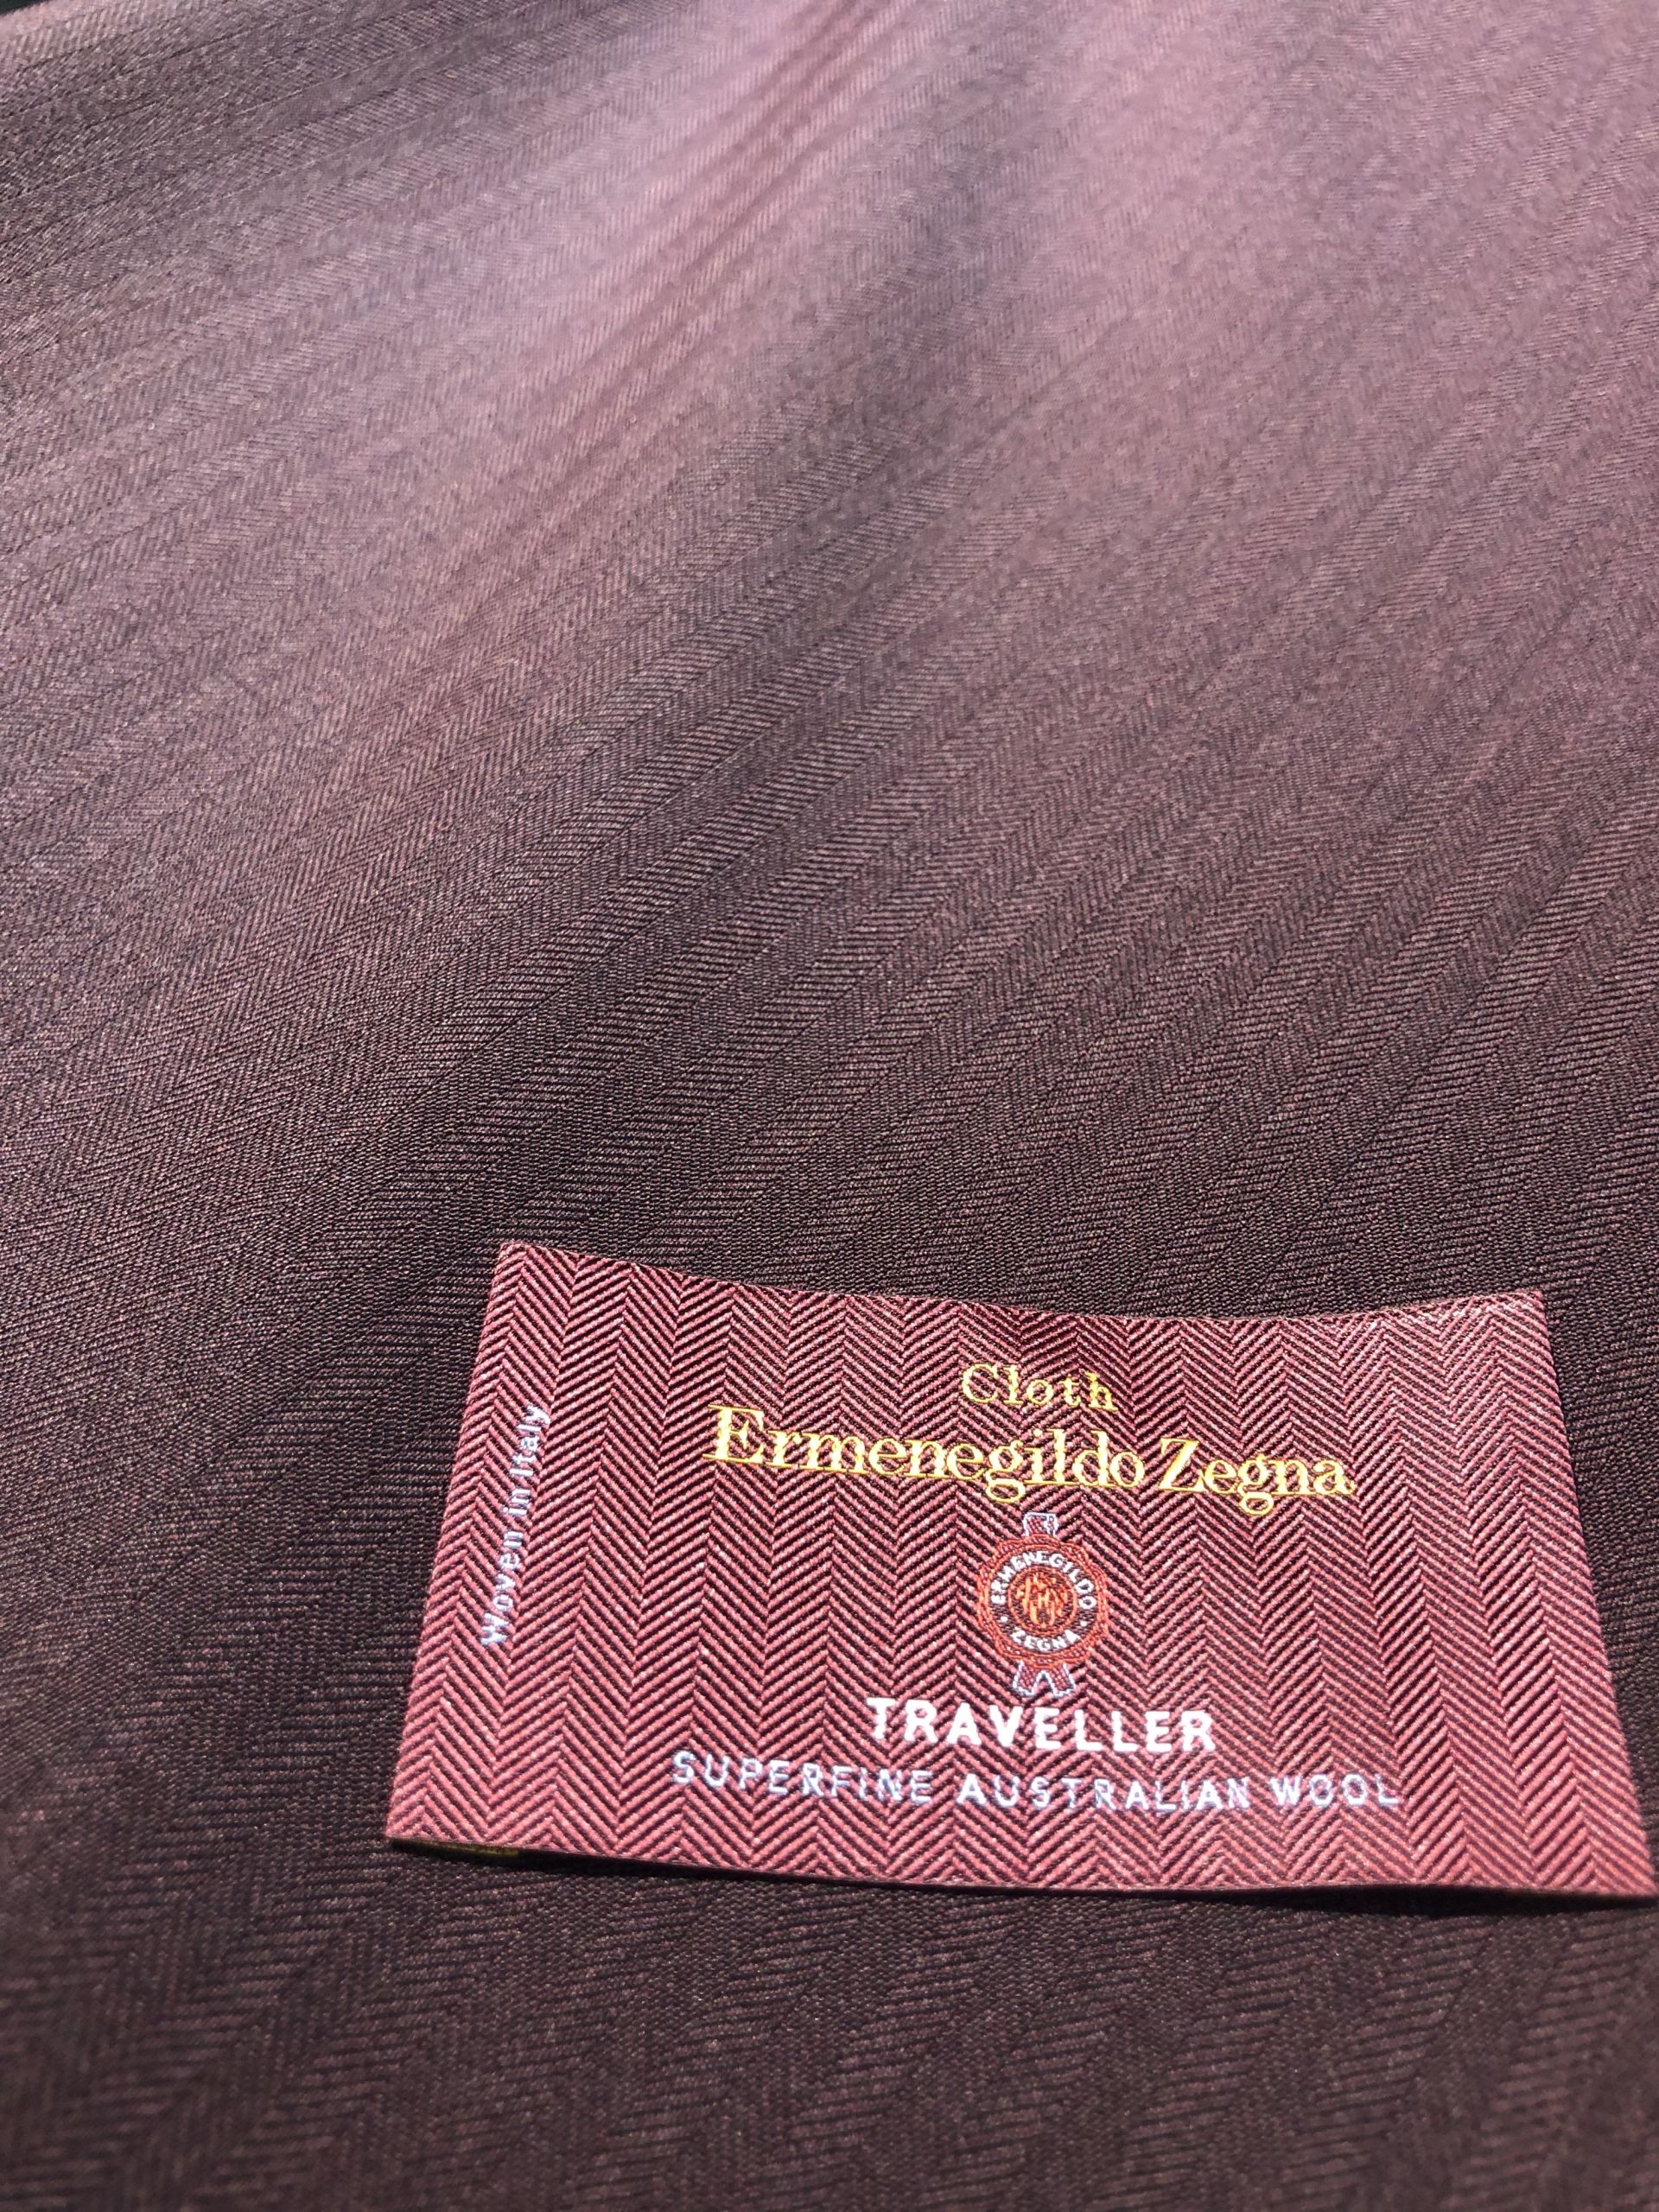 Cloth
Ermenegildo Zegna
Woven in Italy
ERMENEGILDO
ZEGNA
TRAVELLER
SUPERFINE AUSTRALIAN WOOL